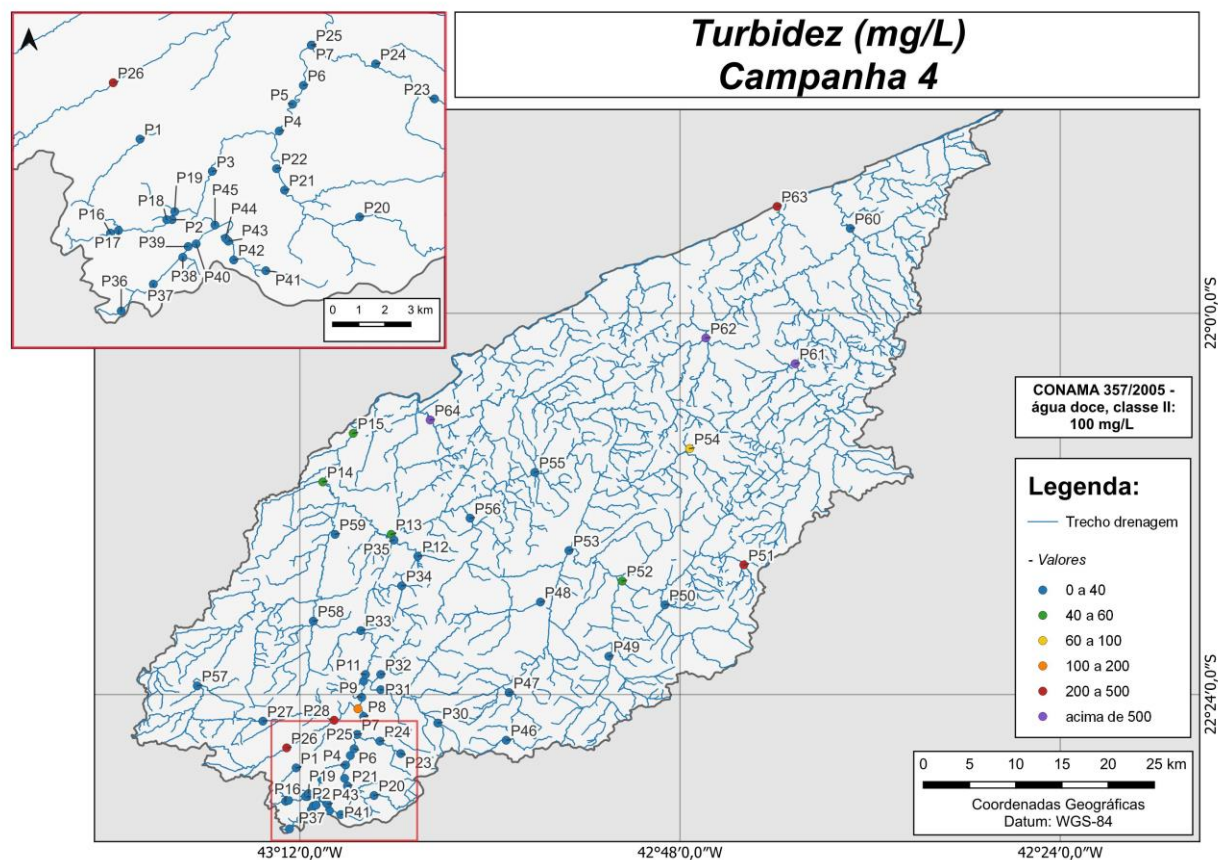 Turbidez (mg/L)
Campanha 4
P25
P7
P24
P26
P6
P23
P5
P1
P4
P3
P22
P19
P45
P21
P18
P44
P16
P2
P43
P20
P17
P39
P42
P38
P40
P41
P36
P37
0 1 2 3 km
P63
P60
22°0'0,0"S
P62
P61
CONAMA 357/2005 -
água doce, classe II:
100 mg/L
P64
P15
P54
P55
P14
Legenda:
Trecho drenagem
- Valores
0 a 40
40 a 60
60 a 100
100 a 200
200 a 500
acima de 500
P56
P59
P13
P35
P12
P53
P51
P34
P52
P48
P50
P58
P33
P49
P11
P32
P57
P9
P31
P47
P8
22°24'0,0"S
P27
P28
P7
P30
P25
P24
P46
P26
P4
P6
P23
P1
P19
P21
P16
P2
P43
P20
P37
P41
0 5 10 15 20 25 km
Coordenadas Geográficas
Datum: WGS-84
43°12'0,0"W
42°48'0,0"W
42°24'0,0"W